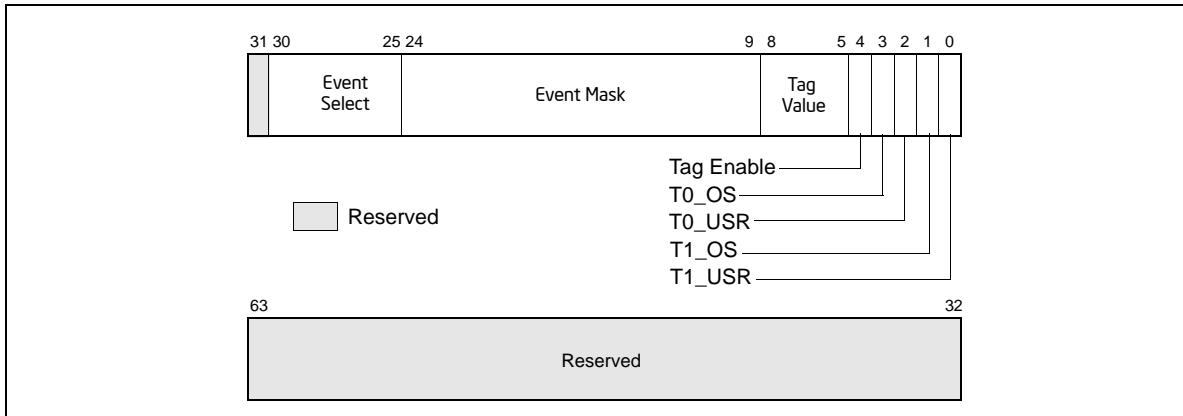 31 30 25 24 9 8 5 4 3 2 1 0
Event
Select
Event Mask
Tag
Value
Tag Enable
T0_OS
Reserved
T0_USR
T1_OS
T1_USR
63 32
Reserved